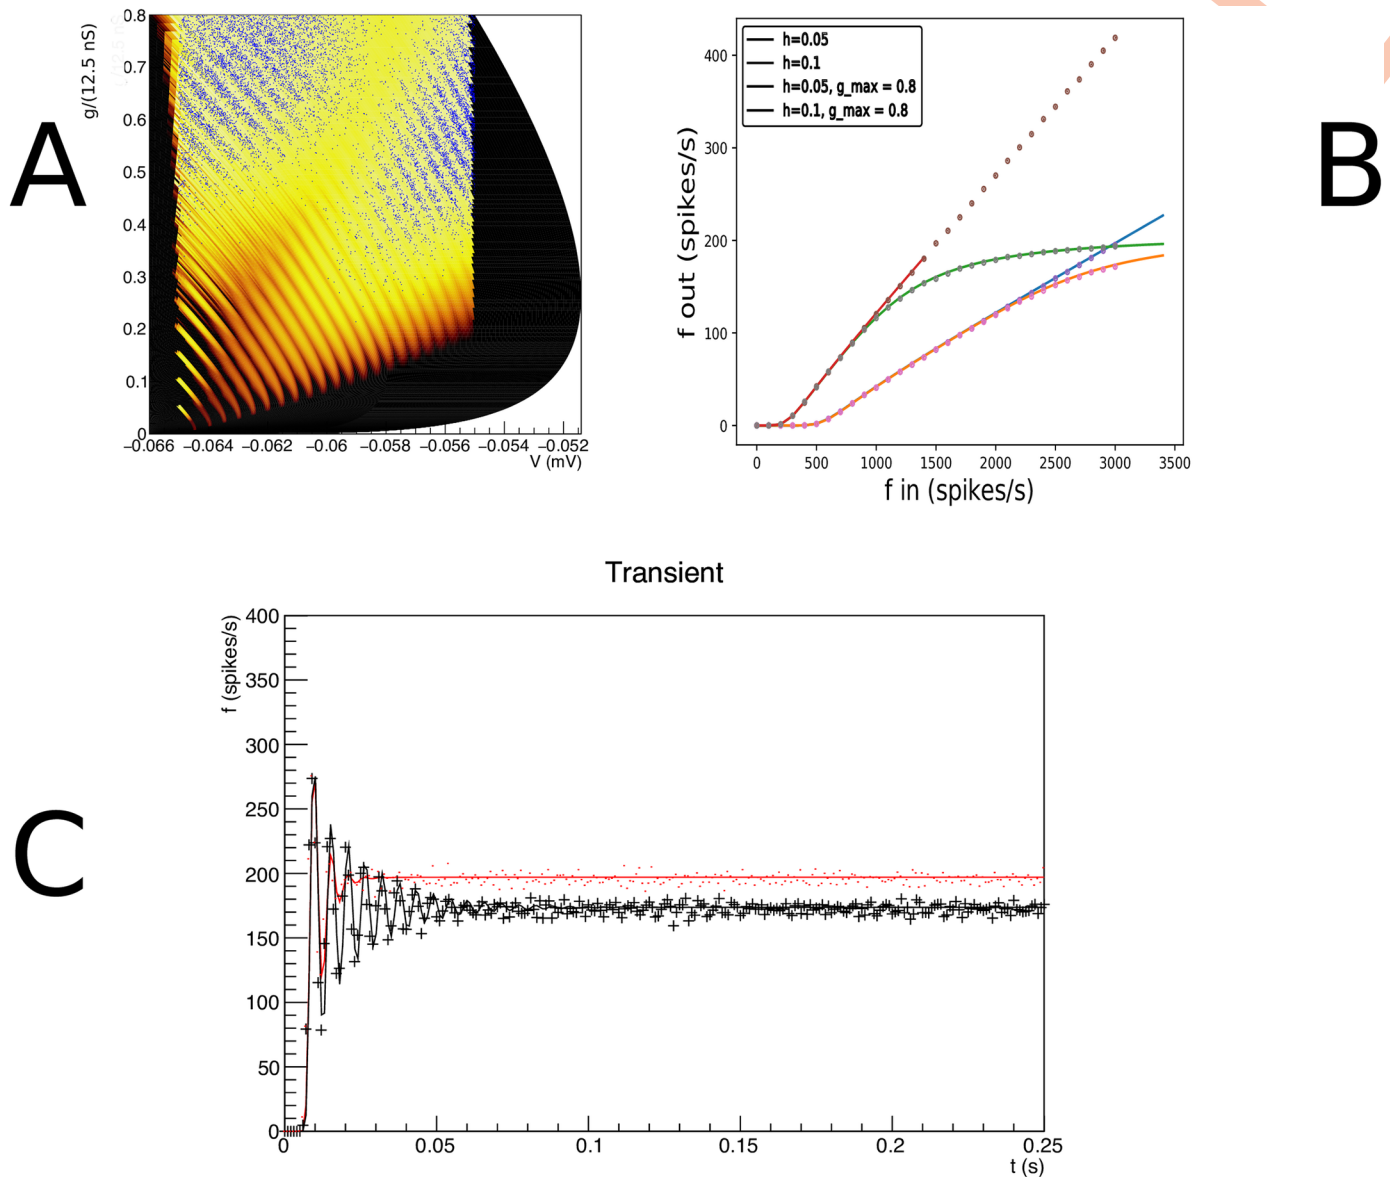 A
g/(12.5 nS)
0.8
0.7
0.6
0.5
0.4
0.3
0.2
0.1
0
−0.066 −0.064 −0.062 −0.06 −0.058 −0.056 −0.054 −0.052
V (mV)
B
h=0.05
h=0.1
h=0.05, g_max = 0.8
h=0.1, g_max = 0.8
f out (spikes/s)
400
300
200
100
0
0 500 1000 1500 2000 2500 3000 3500
f in (spikes/s)
C
Transient
f (spikes/s)
400
350
300
250
200
150
100
50
0
0 0.05 0.1 0.15 0.2 0.25
t (s)